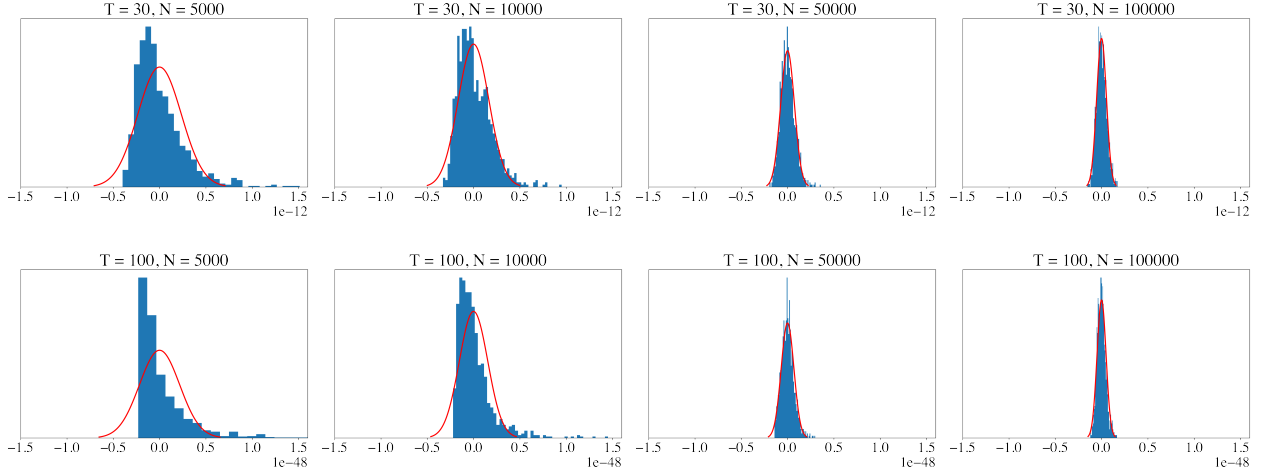 T = 30, N = 5000
T = 30, N = 10000
T = 30, N = 50000
T = 30, N = 100000
−1.5 −1.0 −0.5 0.0 0.5 1.0 1.5
−1.5 −1.0 −0.5 0.0 0.5 1.0 1.5
−1.5 −1.0 −0.5 0.0 0.5 1.0 1.5
−1.5 −1.0 −0.5 0.0 0.5 1.0 1.5
1e−12
1e−12
1e−12
1e−12
T = 100, N = 5000
T = 100, N = 10000
T = 100, N = 50000
T = 100, N = 100000
−1.5 −1.0 −0.5 0.0 0.5 1.0 1.5
−1.5 −1.0 −0.5 0.0 0.5 1.0 1.5
−1.5 −1.0 −0.5 0.0 0.5 1.0 1.5
−1.5 −1.0 −0.5 0.0 0.5 1.0 1.5
1e−48
1e−48
1e−48
1e−48